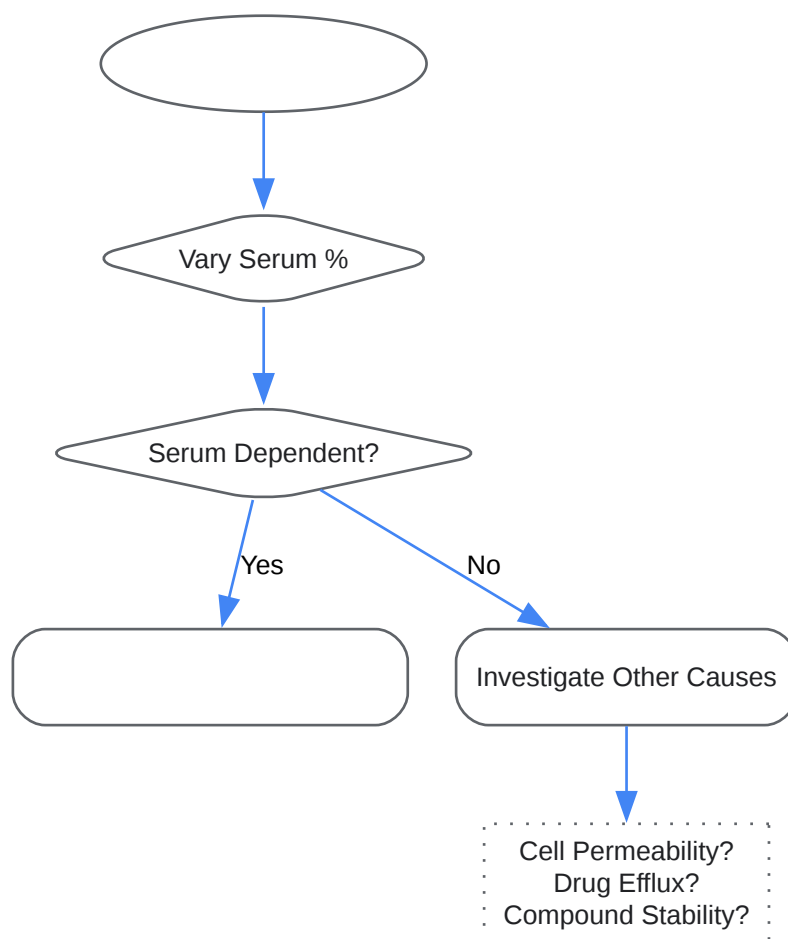 Vary Serum %
Serum Dependent?
Yes
No
Investigate Other Causes
Cell Permeability?
Drug Efflux?
Compound Stability?